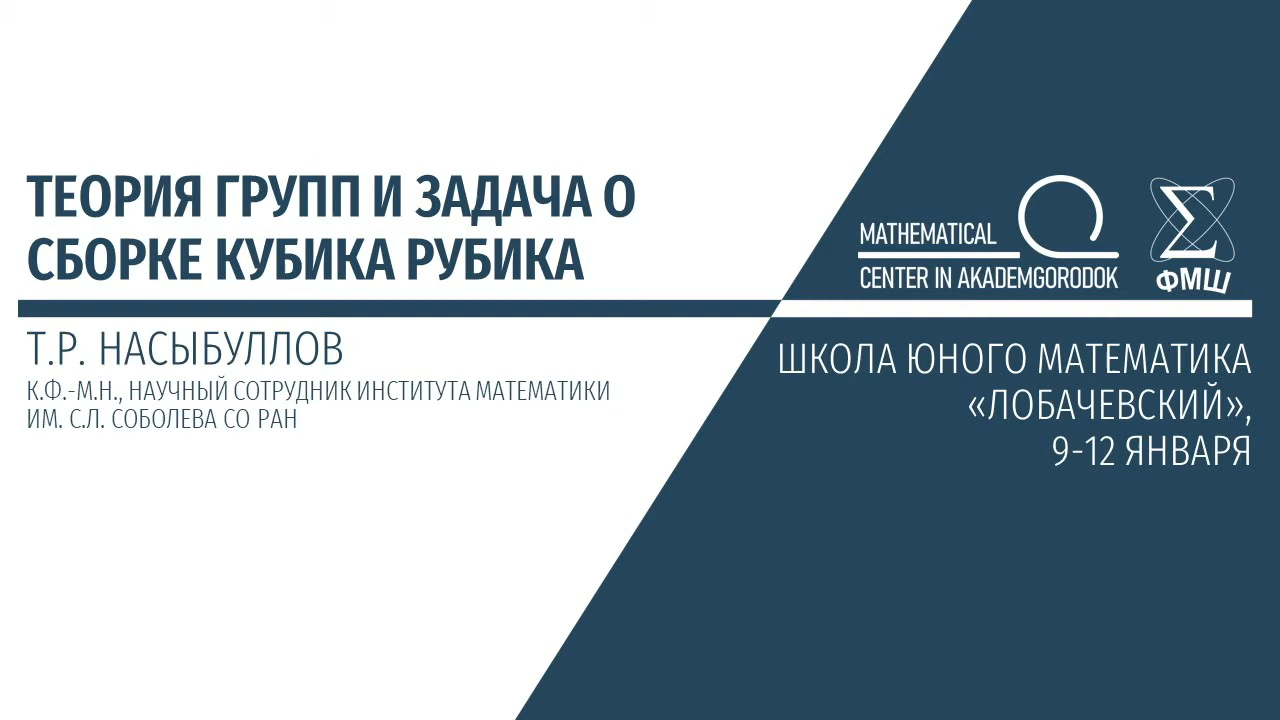 ТЕОРИЯ ГРУПП И ЗАДАЧА О
СБОРКЕ КУБИКА РУБИКА
Т.Р. НАСЫБУЛЛОВ
К.Ф.-М.Н., НАУЧНЫЙ СОТРУДНИК ИНСТИТУТА МАТЕМАТИКИ
ИМ. С.Л. СОБОЛЕВА СО РАН
MATHEMATICAL
CENTER IN AKADEMGORODOK
Σ
ФМШ
ШКОЛА ЮНОГО МАТЕМАТИКА
«ЛОБАЧЕВСКИЙ»,
9-12 ЯНВАРЯ